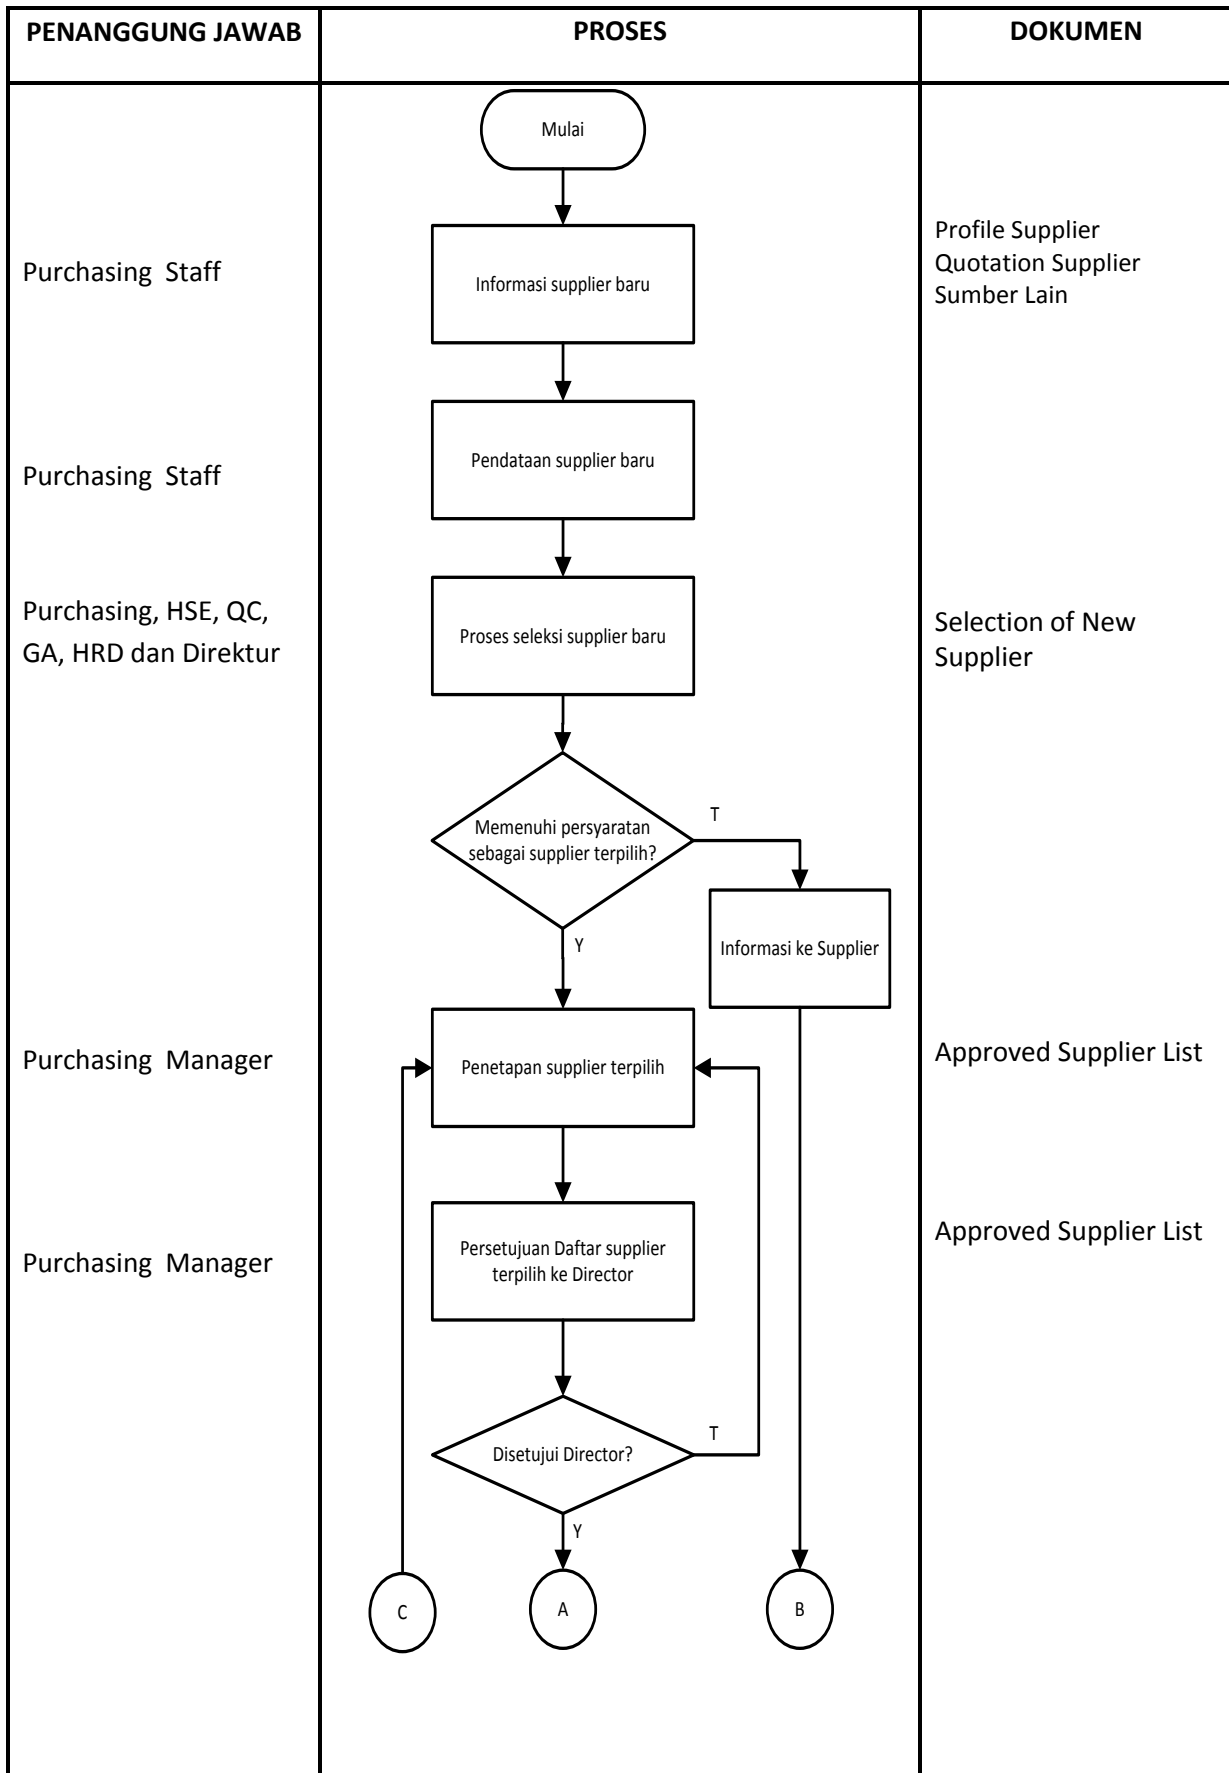 PENANGGUNG JAWAB
PROSES
DOKUMEN
Mulai
Purchasing Staff
Informasi supplier baru
Profile Supplier
Quotation Supplier
Sumber Lain
Purchasing Staff
Pendataan supplier baru
Purchasing, HSE, QC,
GA, HRD dan Direktur
Proses seleksi supplier baru
Selection of New
Supplier
Memenuhi persyaratan
sebagai supplier terpilih?
T
Y
Informasi ke Supplier
Purchasing Manager
Penetapan supplier terpilih
Approved Supplier List
Purchasing Manager
Persetujuan Daftar supplier
terpilih ke Director
Approved Supplier List
Disetujui Director?
T
Y
C
A
B